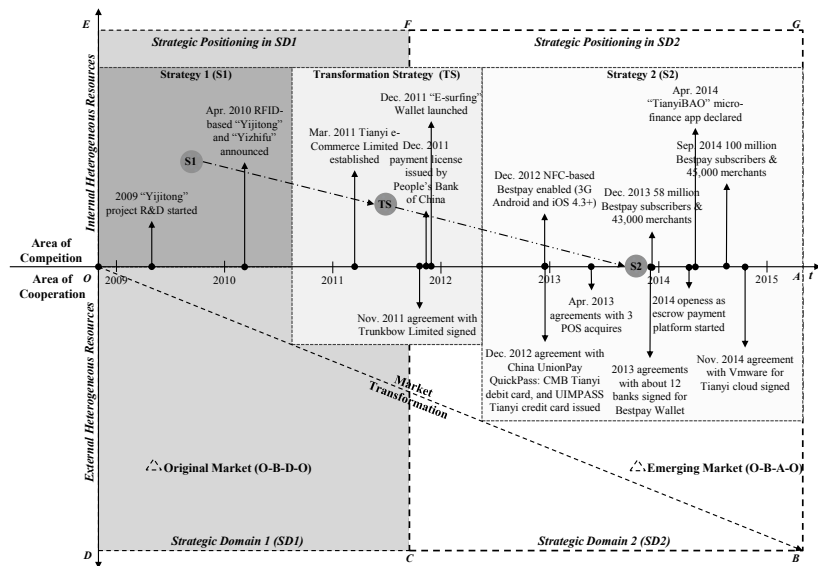 E
F
G
Strategic Positioning in SD1
Strategic Positioning in SD2
Internal Heterogeneous Resources
Strategy 1 (S1)
Transformation Strategy (TS)
Strategy 2 (S2)
Apr. 2010 RFID-
based “Yijitong”
and “Yizhifu”
announced
S1
2009 “Yijitong”
project R&D started
Mar. 2011 Tianyi e-
Commerce Limited
established
Dec. 2011 “E-surfing”
Wallet launched
Dec. 2011
payment license
issued by
People’s Bank
of China
TS
Dec. 2012 NFC-based
Bestpay enabled (3G
Android and iOS 4.3+)
Apr. 2014
“TianyiBAO” micro-
finance app declared
Sep. 2014 100 million
Bestpay subscribers &
45,000 merchants
Dec. 2013 58 million
Bestpay subscribers &
43,000 merchants
S2
Area of
Compeition
O
2009
2010
2011
2012
2013
2014
2015
A
t
Area of
Cooperation
External Heterogeneous Resources
Nov. 2011 agreement with
Trunkbow Limited signed
Apr. 2013
agreements with 3
POS acquires
2014 openess as
escrow payment
platform started
Dec. 2012 agreement with
China UnionPay
QuickPass: CMB Tianyi
debit card, and UIMPASS
Tianyi credit card issued
2013 agreements
with about 12
banks signed for
Bestpay Wallet
Nov. 2014 agreement
with Vmware for
Tianyi cloud signed
Market
Transformation
Original Market (O-B-D-O)
Emerging Market (O-B-A-O)
Strategic Domain 1 (SD1)
Strategic Domain 2 (SD2)
D
C
B